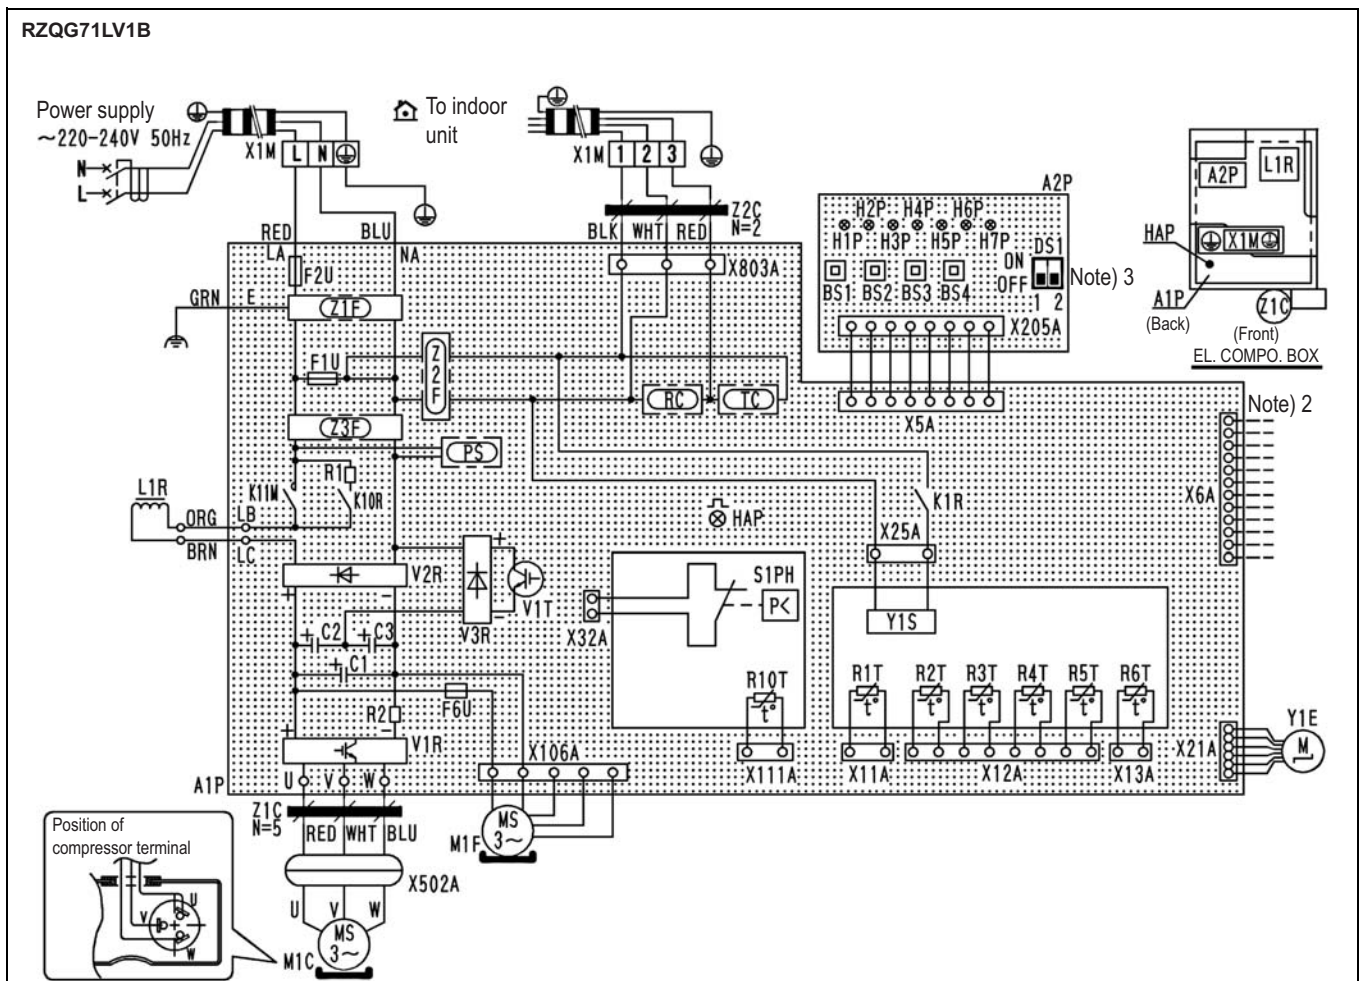 RZQG71LV1B
Power supply
~220-240V 50Hz
N
L
X1M
L N
To indoor
unit
X1M
1 2 3
Z2C
N=2
RED
BLU
BLK WHT RED
LA
NA
F2U
X803A
GRN
E
Z1F
A2P
H2P H4P H6P
H1P H3P H5P H7P
DS1
ON
OFF
1 2
Note) 3
BS1 BS2 BS3 BS4
X205A
A2P
L1R
HAP
X1M
A1P
(Back)
Z1C
(Front)
EL. COMPO. BOX
F1U
Z2F
RC
TC
X5A
Note) 2
Z3F
PS
R1
L1R
K11M
K10R
ORG
LB
BRN
LC
HAP
K1R
X6A
X25A
V2R
+ -
+
-
V1T
V3R
S1PH
P<
X32A
Y1S
+ C2
+ C3
+ C1
R10T
t°
R1T R2T R3T R4T R5T R6T
t° t° t° t° t° t°
F6U
R2
+ -
V1R
X106A
X111A
X11A
X12A
X13A
X21A
Y1E
M
A1P
U V W
Z1C
N=5
RED WHT BLU
MS
3~
M1F
X502A
U V W
MS
3~
M1C
Position of
compressor terminal
U
V
W